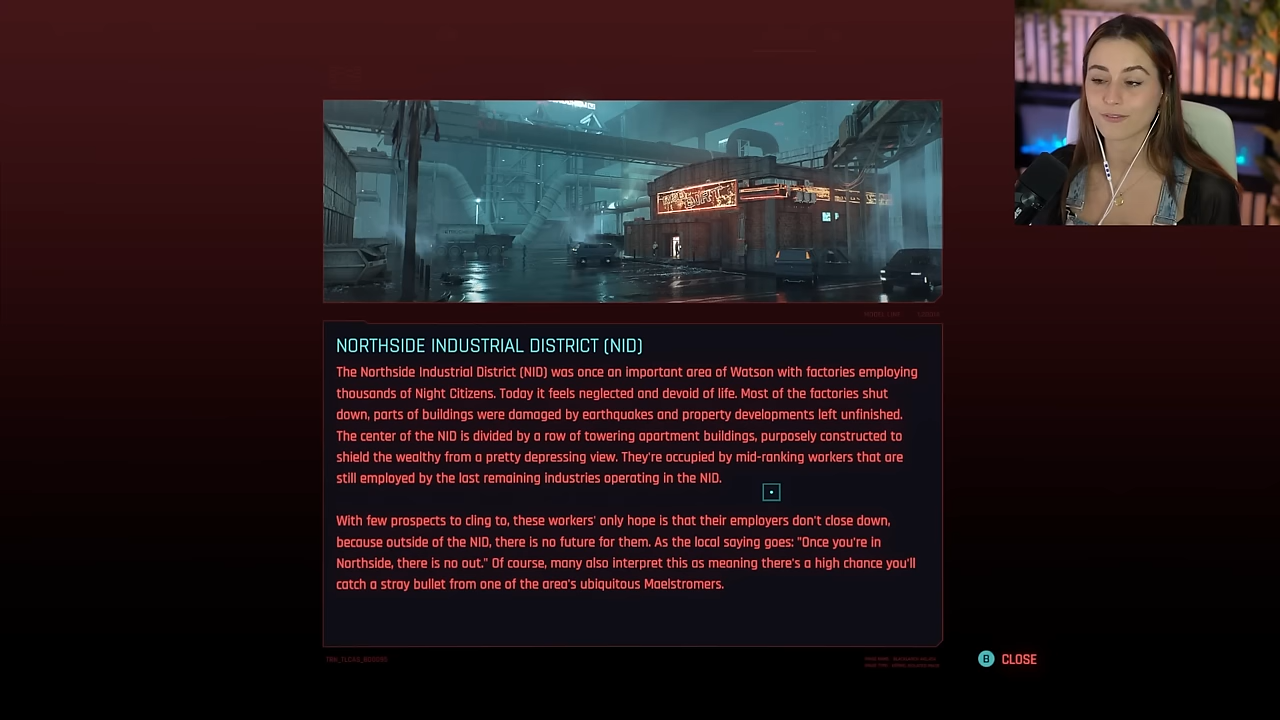 NORTHSIDE INDUSTRIAL DISTRICT (NID)
The Northside Industrial District (NID) was once an important area of Watson with factories employing
thousands of Night Citizens. Today it feels neglected and devoid of life. Most of the factories shut
down, parts of buildings were damaged by earthquakes and property developments left unfinished.
The center of the NID is divided by a row of towering apartment buildings, purposely constructed to
shield the wealthy from a pretty depressing view. They're occupied by mid-ranking workers that are
still employed by the last remaining industries operating in the NID.
With few prospects to cling to, these workers' only hope is that their employers don't close down,
because outside of the NID, there is no future for them. As the local saying goes: "Once you're in
Northside, there is no out." Of course, many also interpret this as meaning there's a high chance you'll
catch a stray bullet from one of the area's ubiquitous Maelstromers.
B CLOSE